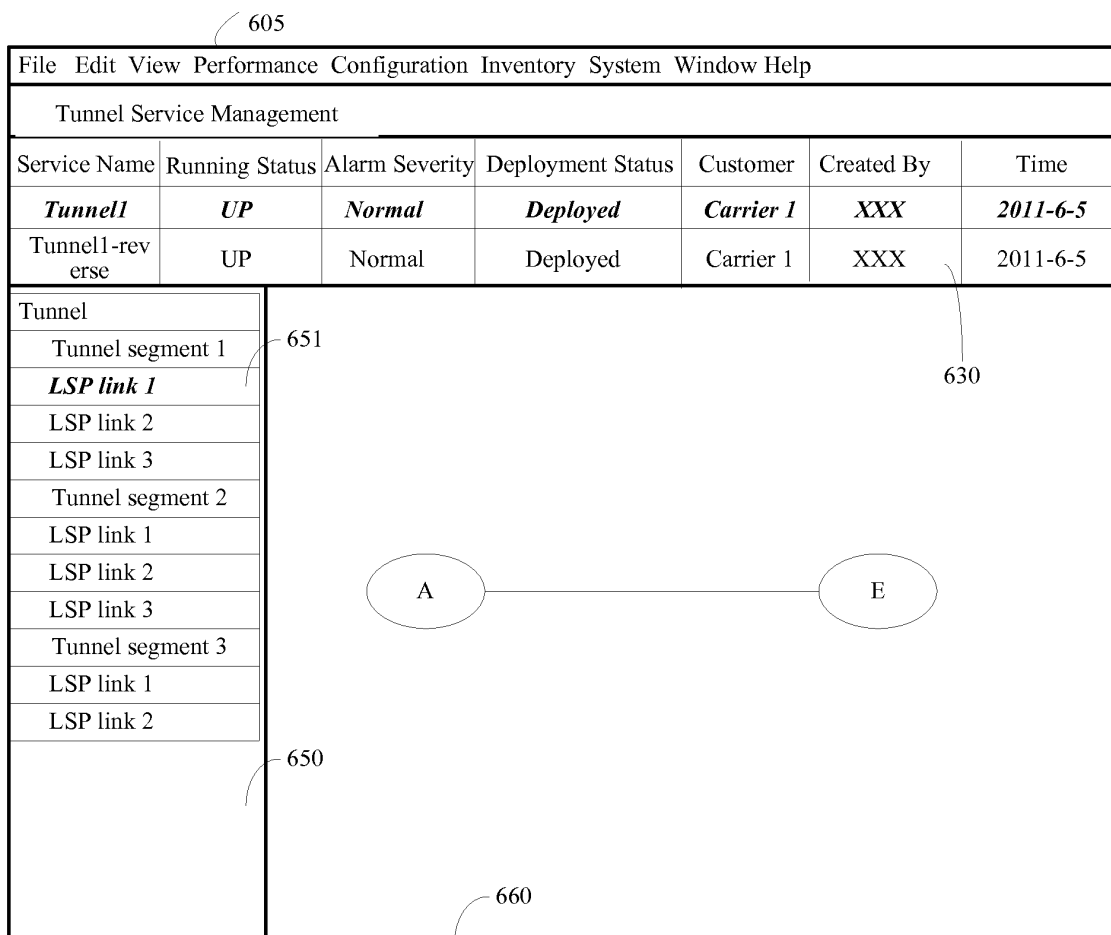 605
File Edit View Performance Configuration Inventory System Window Help
Tunnel Service Management
Service Name Running Status Alarm Severity Deployment Status Customer Created By Time
Tunnel1 UP Normal Deployed Carrier 1 XXX 2011-6-5
Tunnel1-rev
erse UP Normal Deployed Carrier 1 XXX 2011-6-5
Tunnel
Tunnel segment 1
651
LSP link 1
630
LSP link 2
LSP link 3
Tunnel segment 2
LSP link 1
LSP link 2
A E
LSP link 3
Tunnel segment 3
LSP link 1
LSP link 2
650
660